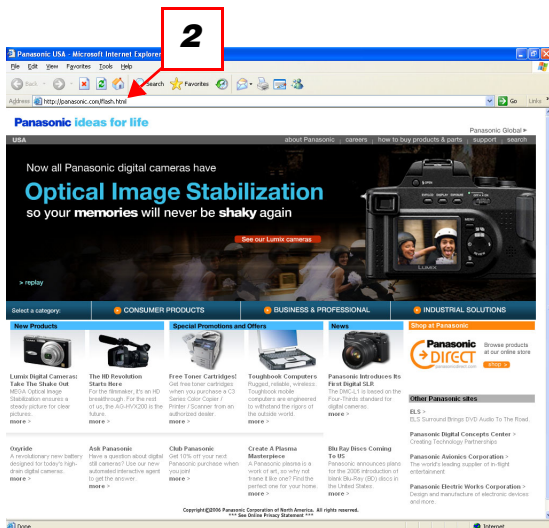 2
Panasonic USA - Microsoft Internet Explorer
File Edit View Favorites Tools Help
Back Search Favorites
Address http://panasonic.com/flash.html Go Links
Panasonic ideas for life
Panasonic Global
USA about Panasonic careers how to buy products & parts support search
Now all Panasonic digital cameras have
Optical Image Stabilization
so your memories will never be shaky again
See our Lumix cameras
LUMIX
> replay
Select a category: CONSUMER PRODUCTS BUSINESS & PROFESSIONAL INDUSTRIAL SOLUTIONS
New Products Special Promotions and Offers News Shop at Panasonic
Panasonic
DIRECT
Browse products
at our online store
shop >
Lumix Digital Cameras:
Take The Shake Out
MEGA Optical Image
Stabilization ensures a
steady picture for clear
pictures.
more >
The HD Revolution
Starts Here
For the filmmaker, it's an HD
breakthrough. For the rest
of us, the AG-HVX200 is the
future.
more >
Free Toner Cartridges!
Get free toner cartridges
when you purchase a C3
Series Color Copier /
Printer / Scanner from an
authorized dealer.
more >
Toughbook Computers
Rugged, reliable, wireless.
Toughbook mobile
computers are engineered
to withstand the rigors of
the outside world.
more >
Panasonic Introduces Its
First Digital SLR
The DMC-L1 is based on the
Four-Thirds standard for
digital cameras.
more >
Other Panasonic sites
ELS >
ELS Surround Brings DVD Audio To The Road.
Panasonic Digital Concepts Center >
Creating Technology Partnerships
Panasonic Avionics Corporation >
The world's leading supplier of in-flight
entertainment
Panasonic Electric Works Corporation >
Design and manufacture of electronic devices
and more.
Oxyride
A revolutionary new battery
designed for today's high-
drain digital cameras.
more >
Ask Panasonic
Have a question about digital
still cameras? Use our new
automated interactive agent
to get the answer.
more >
Club Panasonic
Get 10% off your next
Panasonic purchase when
you join!
more >
Create A Plasma
Masterpiece
A Panasonic plasma is a
work of art, so why not
frame it like one? Find the
perfect one for your home.
more >
Blu Ray Discs Coming
To US
Panasonic announces plans
for the 2006 introduction of
blank Blu-Ray (BD) discs in
the United States.
more >
Copyright©2006 Panasonic Corporation of North America. All rights reserved.
*** See Online Privacy Statement ***
Done Internet